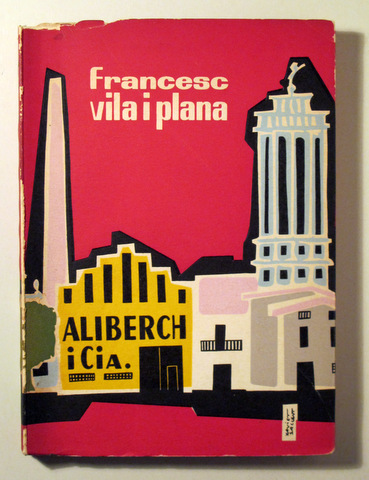 francesc
vila i plana
ALIBERCH
i CiA.